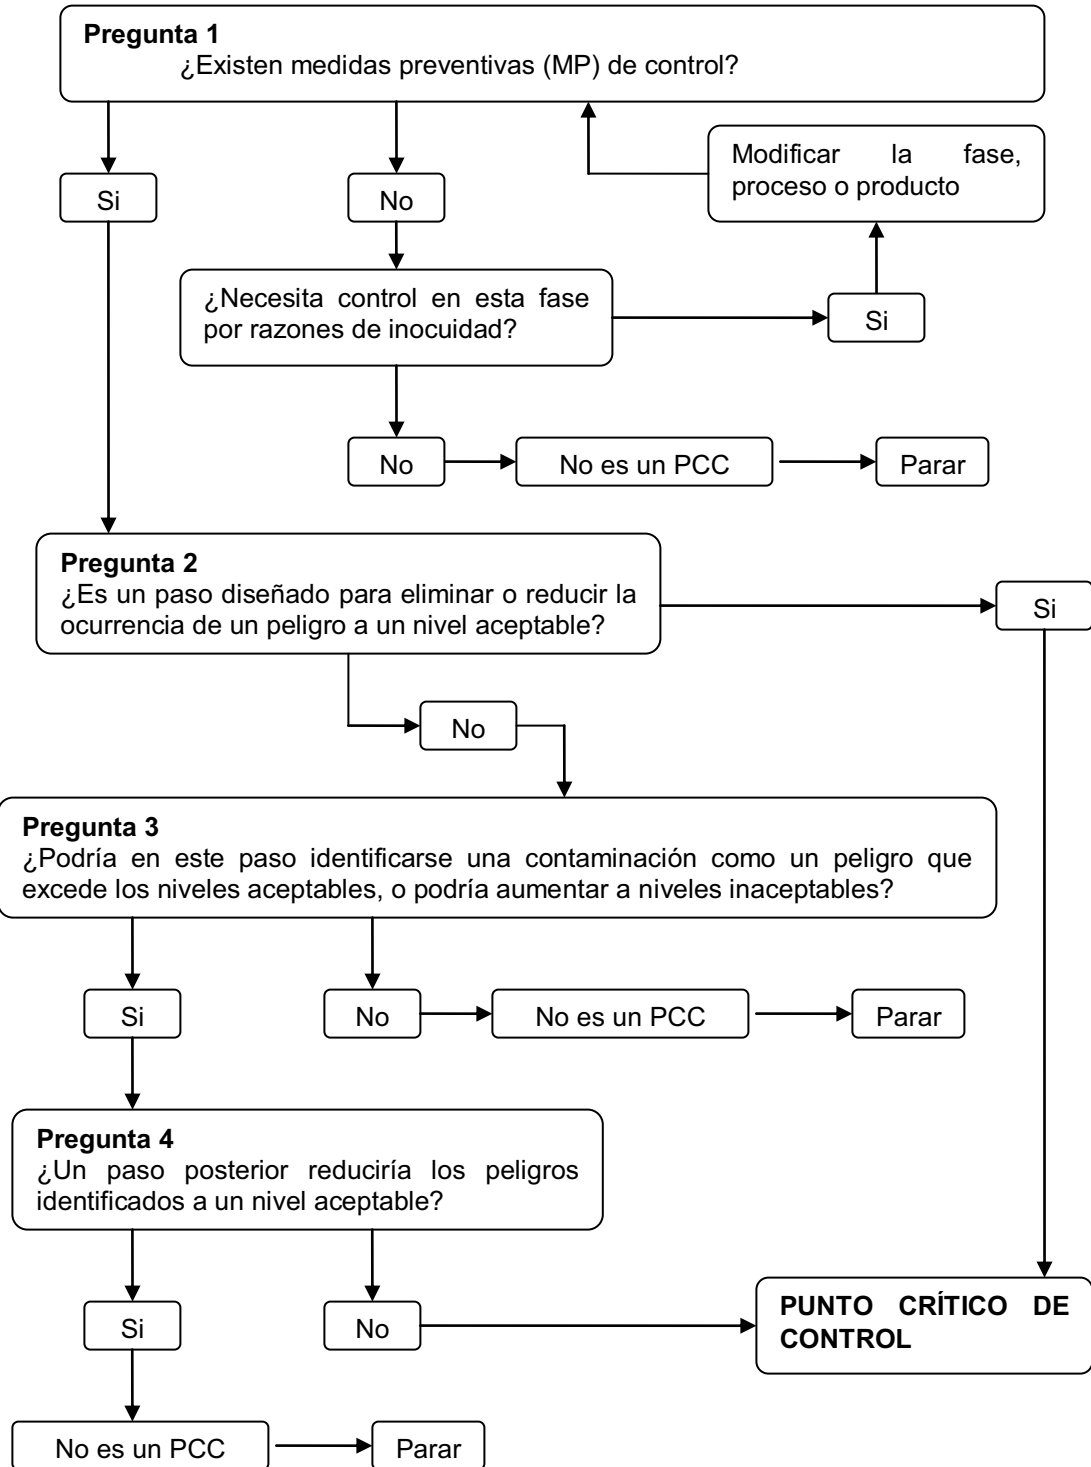 Pregunta 1
¿Existen medidas preventivas (MP) de control?
Modificar la fase,
proceso o producto
Si
No
¿Necesita control en esta fase
por razones de inocuidad?
Si
No
No es un PCC
Parar
Pregunta 2
¿Es un paso diseñado para eliminar o reducir la
ocurrencia de un peligro a un nivel aceptable?
Si
No
Pregunta 3
¿Podría en este paso identificarse una contaminación como un peligro que
excede los niveles aceptables, o podría aumentar a niveles inaceptables?
Si
No
No es un PCC
Parar
Pregunta 4
¿Un paso posterior reduciría los peligros
identificados a un nivel aceptable?
Si
No
PUNTO CRÍTICO DE
CONTROL
No es un PCC
Parar